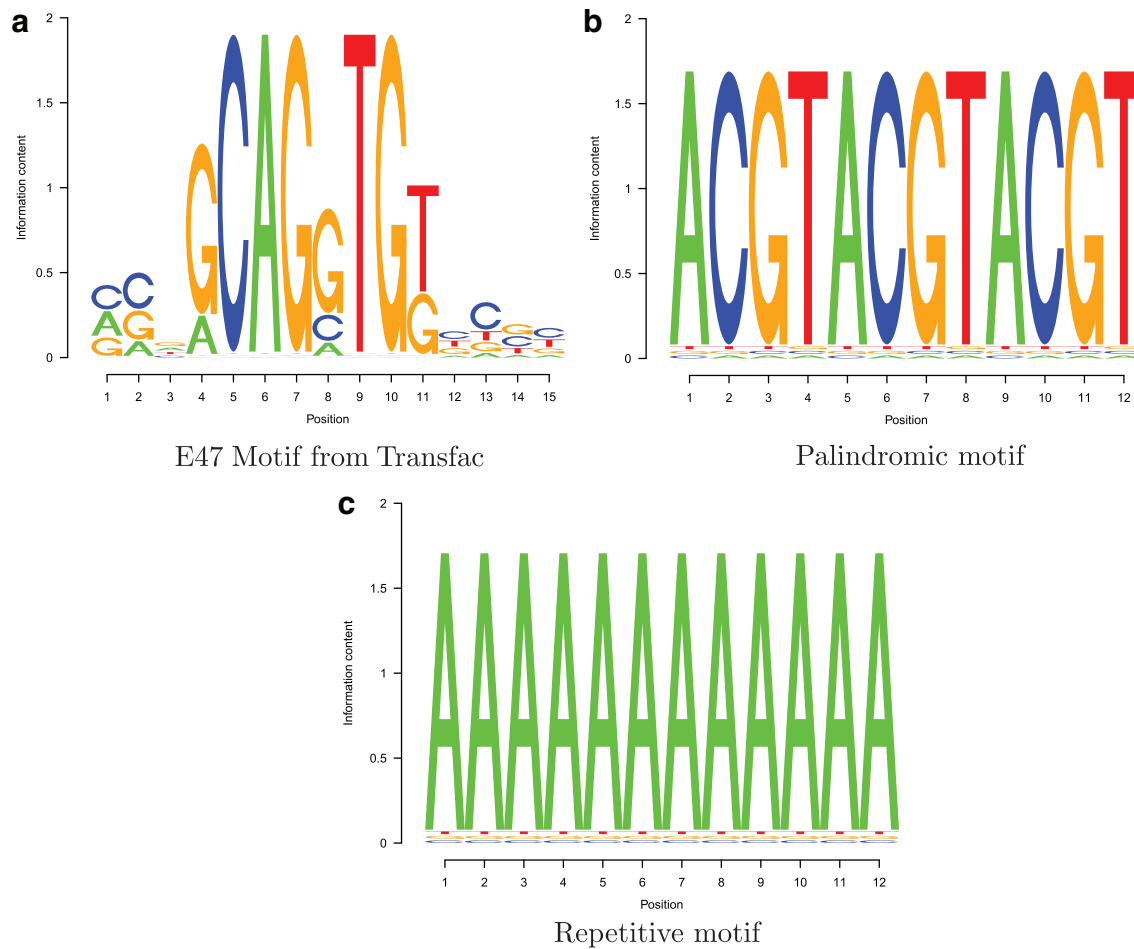 a
2
1.5
1
0.5
0
Information content
1 2 3 4 5 6 7 8 9 10 11 12 13 14 15
Position
E47 Motif from Transfac
b
2
1.5
1
0.5
0
Information content
ACGTACGTACGT
1 2 3 4 5 6 7 8 9 10 11 12
Position
Palindromic motif
c
2
1.5
1
0.5
0
Information content
AAAAAAAAAAAA
1 2 3 4 5 6 7 8 9 10 11 12
Position
Repetitive motif